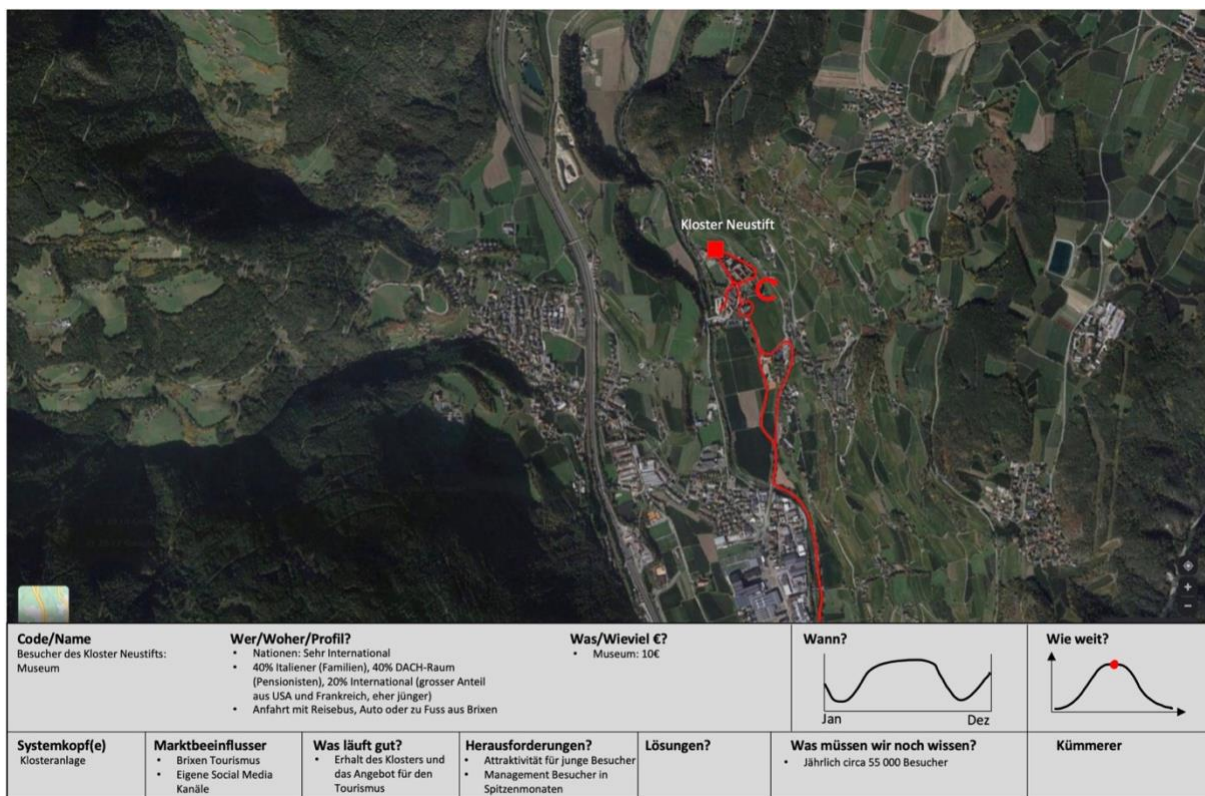 Kloster Neustift
Code/Name
Besucher des Kloster Neustifts:
Museum
Wer/Woher/Profil?
• Nationen: Sehr International
• 40% Italiener (Familien), 40% DACH-Raum
(Pensionisten), 20% International (grosser Anteil
aus USA und Frankreich, eher jünger)
• Anfahrt mit Reisebus, Auto oder zu Fuss aus Brixen
Was/Wieviel €?
• Museum: 10€
Wann?
Jan Dez
Wie weit?
Systemkopf(e)
Klosteranlage
Marktbeeinflusser
• Brixen Tourismus
• Eigene Social Media
Kanäle
Was läuft gut?
• Erhalt des Klosters und
das Angebot für den
Tourismus
Herausforderungen?
• Attraktivität für junge Besucher
• Management Besucher in
Spitzenmonaten
Lösungen?
Was müssen wir noch wissen?
• Jährlich circa 55 000 Besucher
Kümmerer